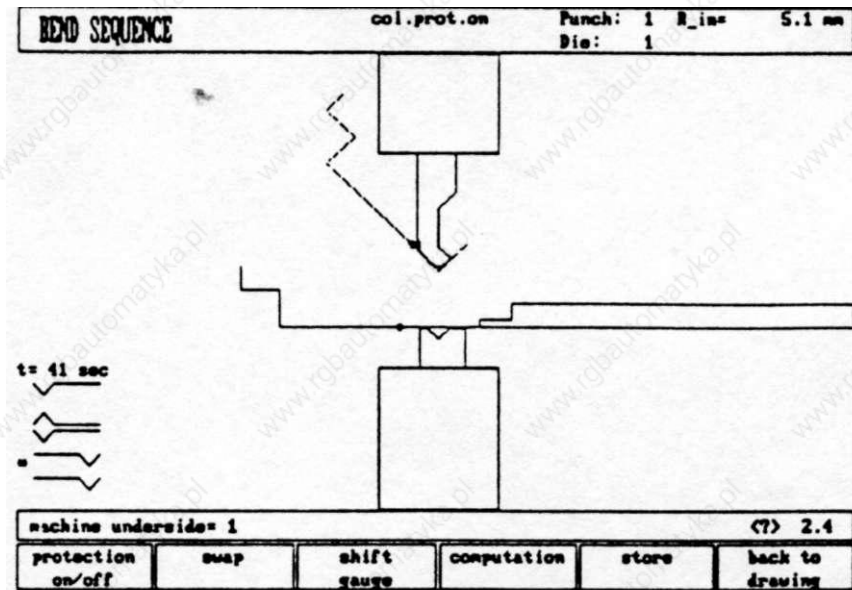 BEND SEQUENCE
col.prot.on
Punch: 1 R_in= 5.1 mm
Die: 1
t= 41 sec
machine underside= 1
<?> 2.4
protection on/off
swap
shift gauge
computation
store
back to drawing
www.rgbautomatyka.pl